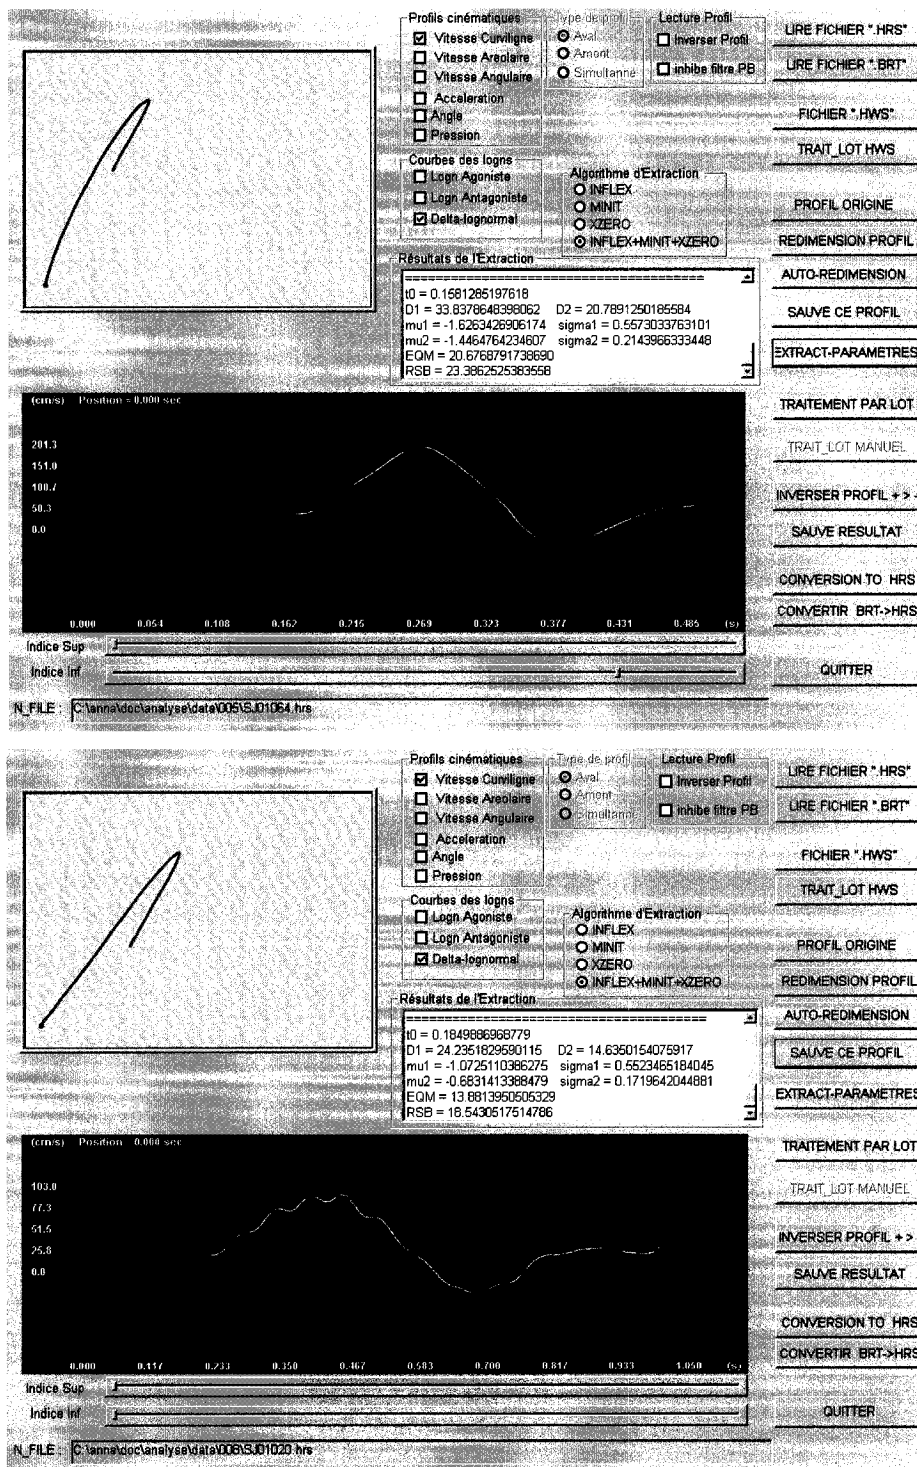 Profils cinématiques
Vitesse Curviligne
Vitesse Areolaire
Vitesse Angulaire
Acceleration
Angle
Pression
Type de profil
Aval
Amont
Simultanné
Lecture Profil
Inverser Profil
inhibe filtre PB
LIRE FICHIER ".HRS"
LIRE FICHIER ".BRT"
FICHIER ".HWS"
TRAIT_LOT HWS
Courbes des logns
Logn Agoniste
Logn Antagoniste
Delta-lognormal
Algorithme d'Extraction
INFLEX
MINIT
XZERO
INFLEX+MINIT+XZERO
PROFIL ORIGINE
REDIMENSION PROFIL
AUTO-REDIMENSION
SAUVE CE PROFIL
EXTRACT-PARAMETRES
Résultats de l'Extraction
t0 = 0.1581285197618
D1 = 33.8378648398062 D2 = 20.7891250185584
mu1 = -1.6263426906174 sigma1 = 0.5573033763101
mu2 = -1.4464764234607 sigma2 = 0.2143966333448
EQM = 20.6768791738690
RSB = 23.3862525383558
(cm/s) Position = 0.000 sec
201.3
151.0
100.7
50.3
0.0
0.000 0.054 0.108 0.162 0.215 0.269 0.323 0.377 0.431 0.485 (s)
TRAITEMENT PAR LOT
TRAIT_LOT MANUEL
INVERSER PROFIL + > -
SAUVE RESULTAT
CONVERSION TO HRS
CONVERTIR BRT->HRS
QUITTER
Indice Sup
Indice Inf
N_FILE : C:\anna\doc\analyse\data\005\SJ01064.hrs
Profils cinématiques
Vitesse Curviligne
Vitesse Areolaire
Vitesse Angulaire
Acceleration
Angle
Pression
Type de profil
Aval
Amont
Simultanné
Lecture Profil
Inverser Profil
inhibe filtre PB
LIRE FICHIER ".HRS"
LIRE FICHIER ".BRT"
FICHIER ".HWS"
TRAIT_LOT HWS
Courbes des logns
Logn Agoniste
Logn Antagoniste
Delta-lognormal
Algorithme d'Extraction
INFLEX
MINIT
XZERO
INFLEX+MINIT+XZERO
PROFIL ORIGINE
REDIMENSION PROFIL
AUTO-REDIMENSION
SAUVE CE PROFIL
EXTRACT-PARAMETRES
Résultats de l'Extraction
t0 = 0.1849886968779
D1 = 24.2351829590115 D2 = 14.6350154075917
mu1 = -1.0725110386275 sigma1 = 0.5523465184045
mu2 = -0.6831413388479 sigma2 = 0.1719642044881
EQM = 13.8813950505329
RSB = 18.5430517514786
(cm/s) Position 0.000 sec
103.0
77.3
51.5
25.8
0.0
0.000 0.117 0.233 0.350 0.467 0.583 0.700 0.817 0.933 1.050 (s)
TRAITEMENT PAR LOT
TRAIT_LOT MANUEL
INVERSER PROFIL + >
SAUVE RESULTAT
CONVERSION TO HRS
CONVERTIR BRT->HRS
QUITTER
Indice Sup
Indice Inf
N_FILE : C:\anna\doc\analyse\data\006\SJ01020.hrs